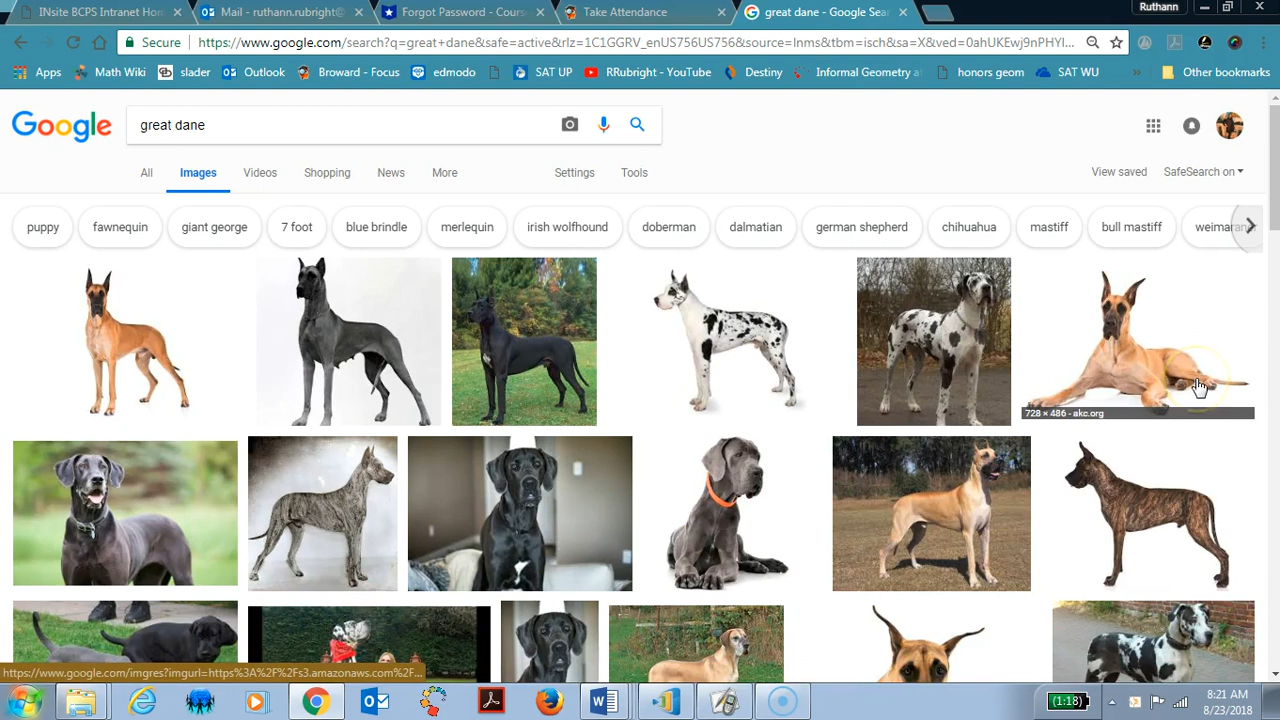 INsite BCPS Intranet Hom
Mail - ruthann.rubright@
Forgot Password - Course
Take Attendance
great dane - Google Sear
Ruthann
Secure
https://www.google.com/search?q=great+dane&safe=active&rlz=1C1GGRV_enUS756US756&source=lnms&tbm=isch&sa=X&ved=0ahUKEwj9nPHYl...
Apps
Math Wiki
slader
Outlook
Broward - Focus
edmodo
SAT UP
RRubright - YouTube
Destiny
Informal Geometry at
honors geom
SAT WU
»
Other bookmarks
Google
great dane
All
Images
Videos
Shopping
News
More
Settings
Tools
View saved
SafeSearch on
puppy
fawnequin
giant george
7 foot
blue brindle
merlequin
irish wolfhound
doberman
dalmatian
german shepherd
chihuahua
mastiff
bull mastiff
weimaraner
728 × 486 - akc.org
https://www.google.com/imgres?imgurl=https%3A%2F%2Fs3.amazonaws.com%2F...
(1:18)
8:21 AM
8/23/2018